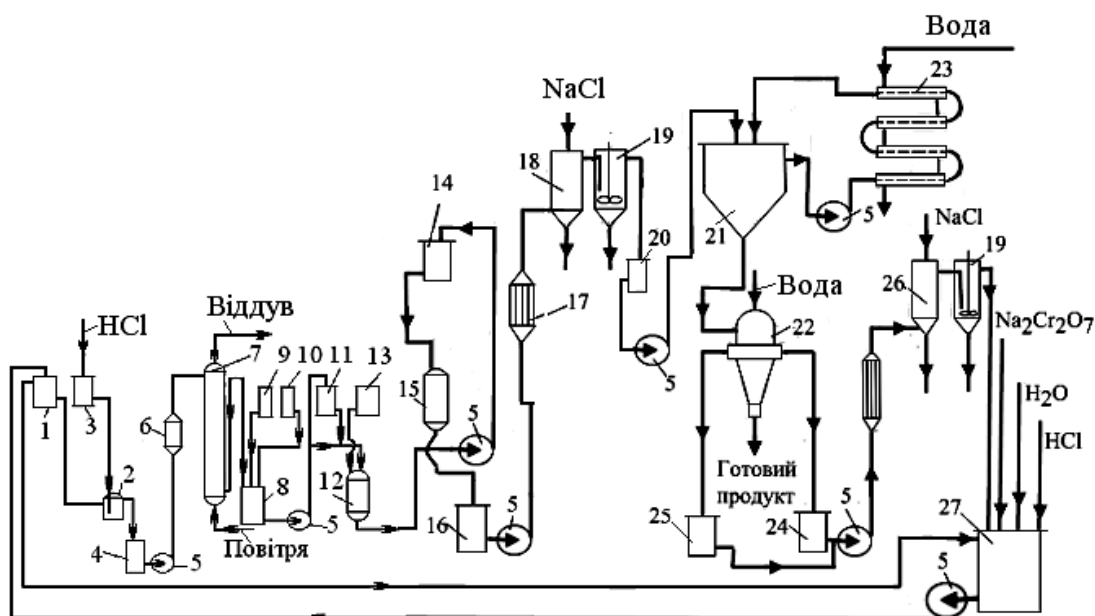 Вода
23
NaCl
19
18
14
5
21
NaCl
19
20
Вода
26
Na₂Cr₂O₇
Віддув
HCl
7
9
10
11
13
17
22
15
5
5
H₂O
HCl
1
3
6
2
8
12
Готовий
продукт
27
5
16
5
25
24
5
4
5
Повітря
5